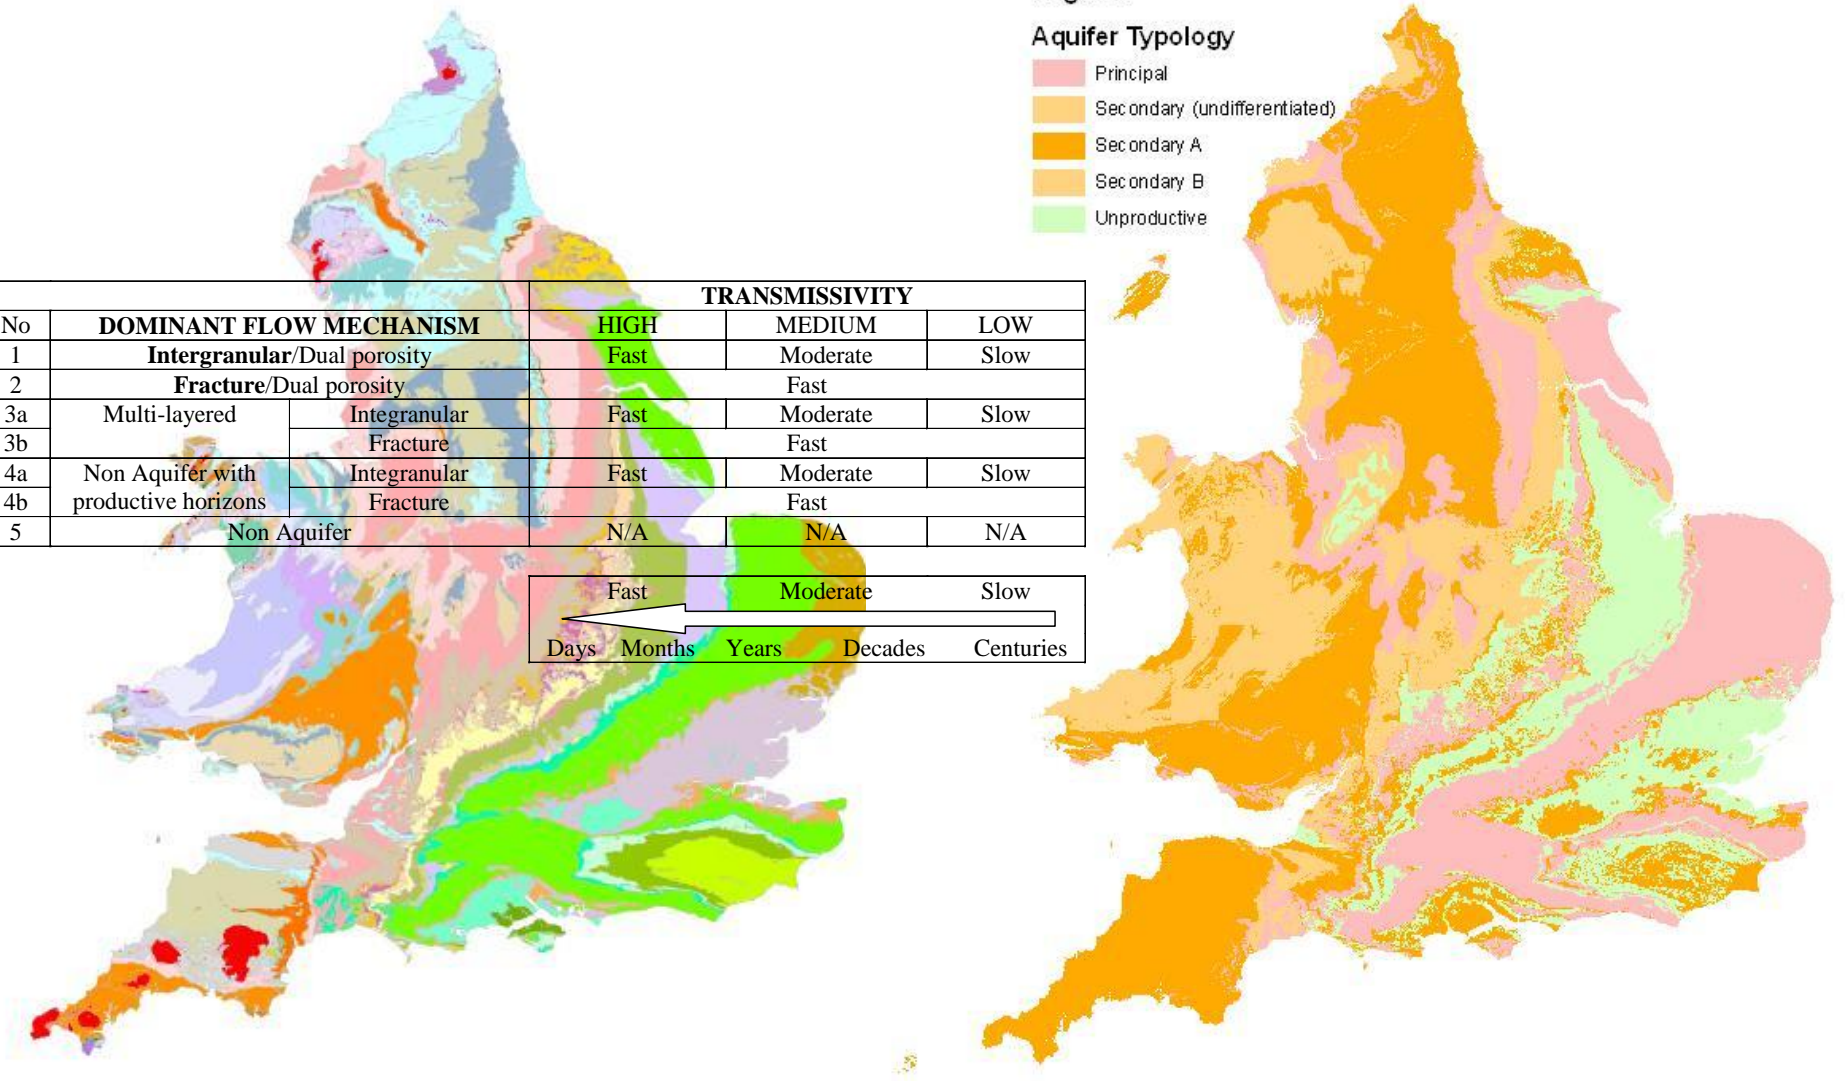 Aquifer Typology
Principal
Secondary (undifferentiated)
Secondary A
Secondary B
Unproductive
TRANSMISSIVITY
No DOMINANT FLOW MECHANISM HIGH MEDIUM LOW
1 Intergranular/Dual porosity Fast Moderate Slow
2 Fracture/Dual porosity Fast
3a Multi-layered Integranular Fast Moderate Slow
3b Fracture Fast
4a Non Aquifer with Integranular Fast Moderate Slow
4b productive horizons Fracture Fast
5 Non Aquifer N/A N/A N/A
Fast Moderate Slow
Days Months Years Decades Centuries